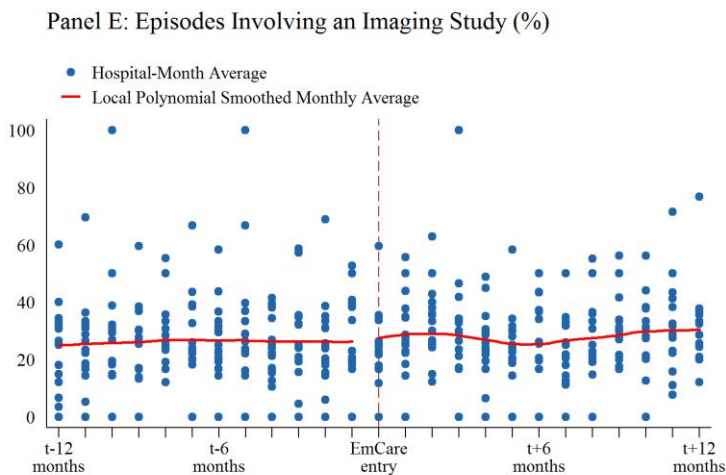 Panel E: Episodes Involving an Imaging Study (%)
Hospital-Month Average
Local Polynomial Smoothed Monthly Average
100
80
60
40
20
0
t-12 months
t-6 months
EmCare entry
t+6 months
t+12 months